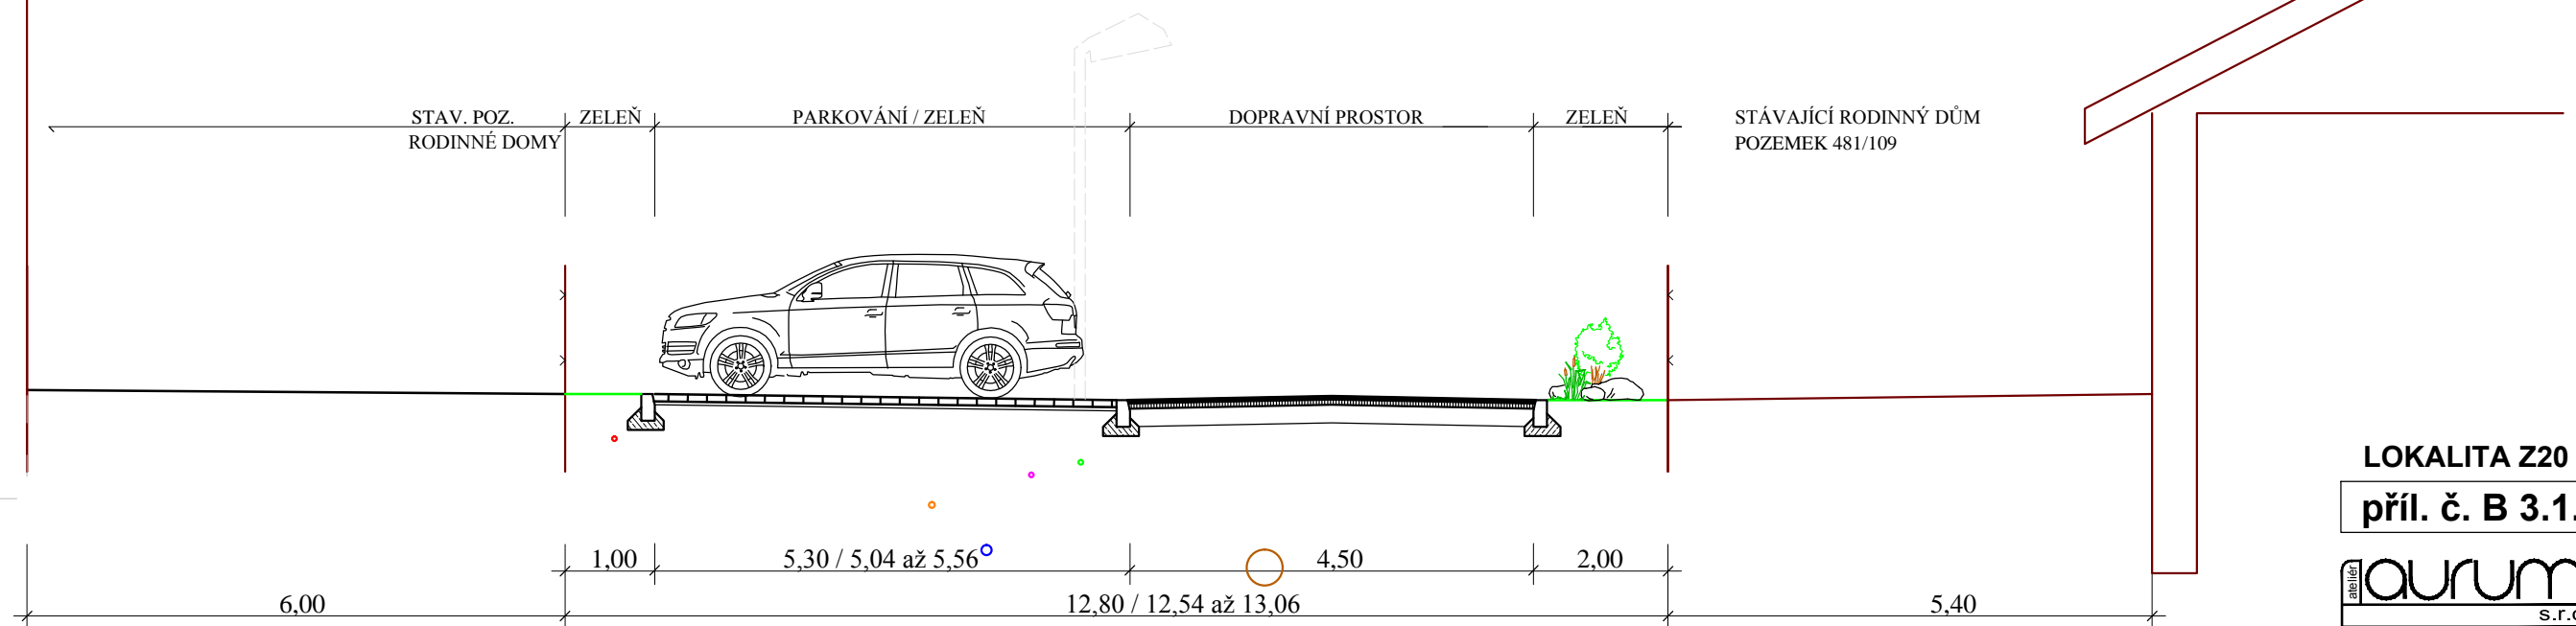 STAV. POZ.
RODINNÉ DOMY
ZELEŇ
PARKOVÁNÍ / ZELEŇ
DOPRAVNÍ PROSTOR
ZELEŇ
STÁVAJÍCÍ RODINNÝ DŮM
POZEMEK 481/109
1,00
5,30 / 5,04 až 5,56
4,50
2,00
6,00
12,80 / 12,54 až 13,06
5,40
LOKALITA Z20
příl. č. B 3.1.
ateliér
aurum
s.r.o